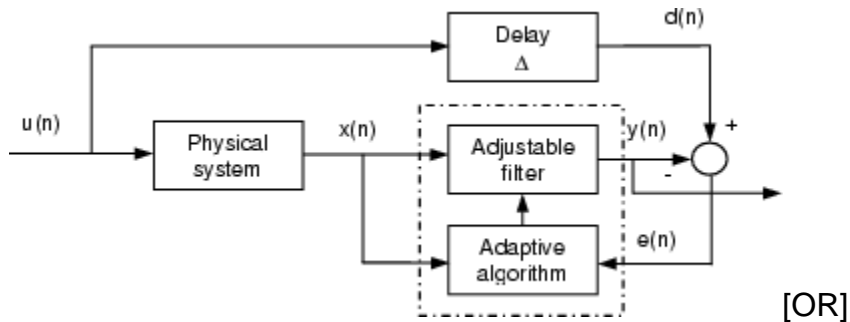 Delay
Δ
d(n)
u(n)
Physical
system
x(n)
Adjustable
filter
y(n)
+
-
Adaptive
algorithm
e(n)
[OR]